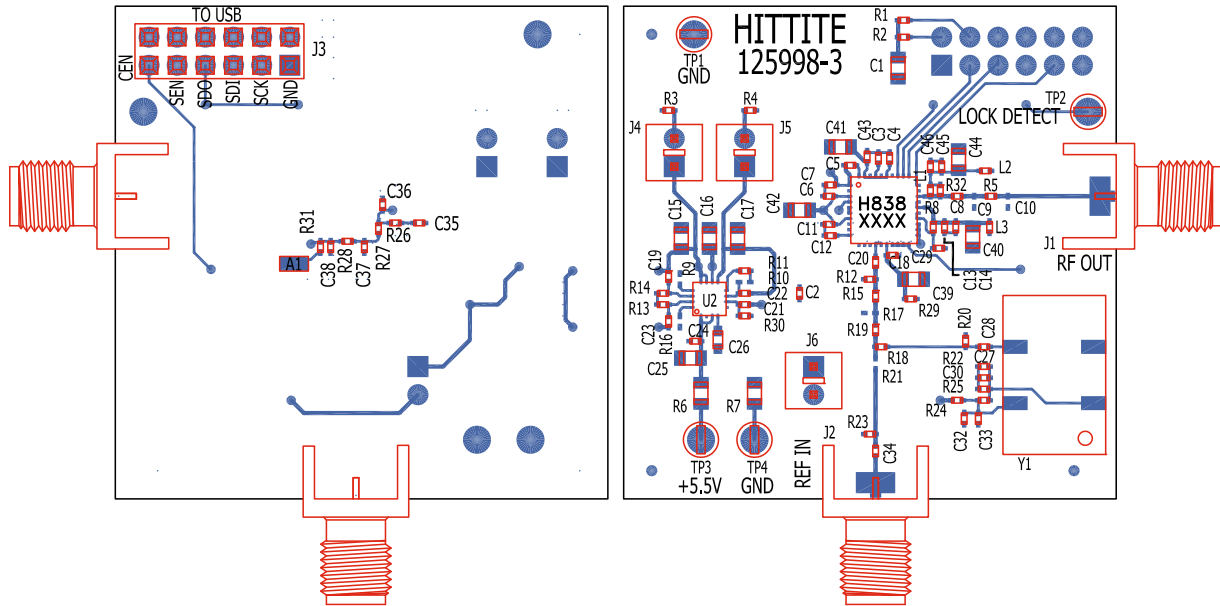 TO USB
J3
CEN
SEN
SDO
SDI
SCK
GND
C36
R31
C35
R26
A1
C38
R28
C37
R27
HITTITE
125998-3
TP1
GND
R1
R2
C1
R3
R4
J4
J5
TP2
LOCK DETECT
C41
C43
C3
C4
C46
C45
C44
C5
C7
C6
L1
L2
R32
R5
H838
XXXX
C42
C11
C12
R8
C8
C9
C10
L3
C40
J1
RF OUT
C15
C16
C17
C19
R9
R11
R10
R14
R13
U2
C22
C21
R30
C2
C23
R16
C24
C25
C26
C20
C18
C29
R12
R15
C39
R29
R17
R19
R18
R21
C13
C14
R20
C28
R22
C27
C30
R25
R24
C32
C33
Y1
J6
R6
R7
R23
C34
J2
REF IN
TP3
+5.5V
TP4
GND